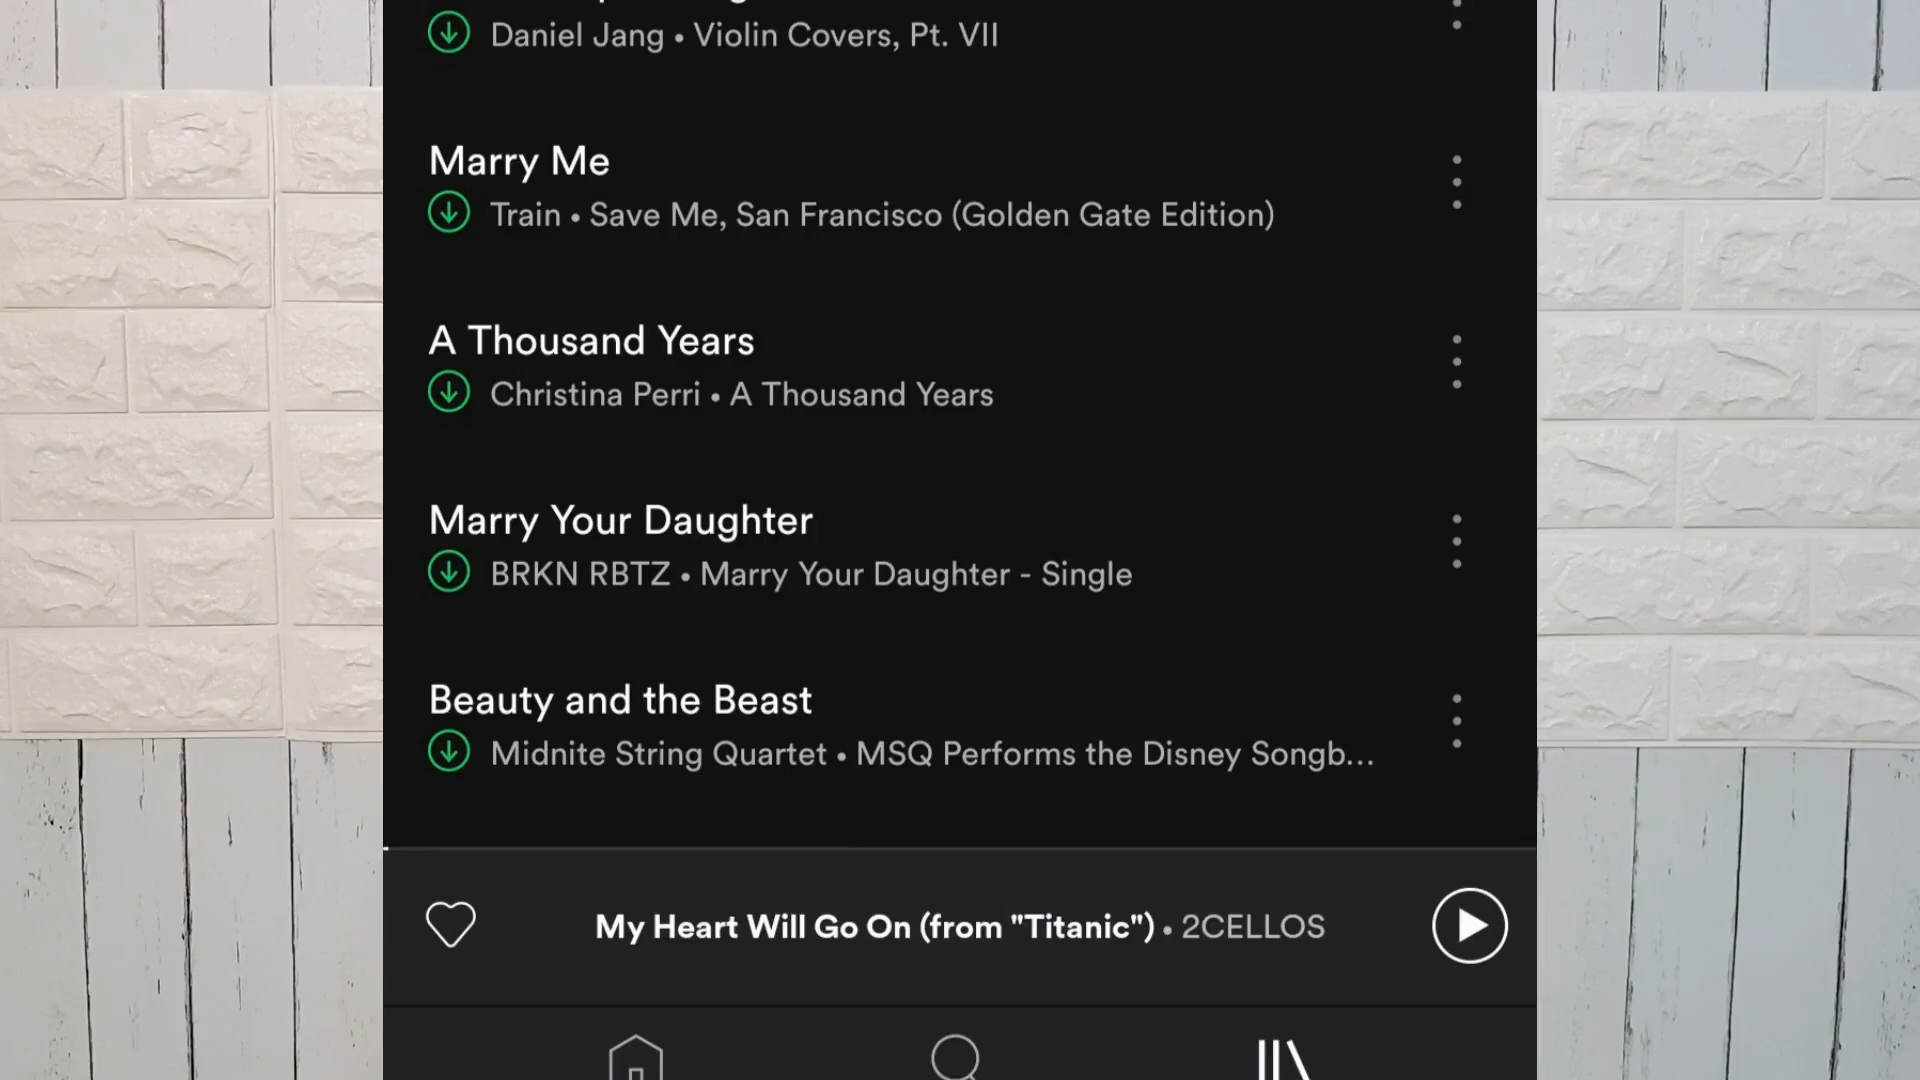 Daniel Jang • Violin Covers, Pt. VII
Marry Me
Train • Save Me, San Francisco (Golden Gate Edition)
A Thousand Years
Christina Perri • A Thousand Years
Marry Your Daughter
BRKN RBTZ • Marry Your Daughter - Single
Beauty and the Beast
Midnite String Quartet • MSQ Performs the Disney Songb...
My Heart Will Go On (from "Titanic") • 2CELLOS